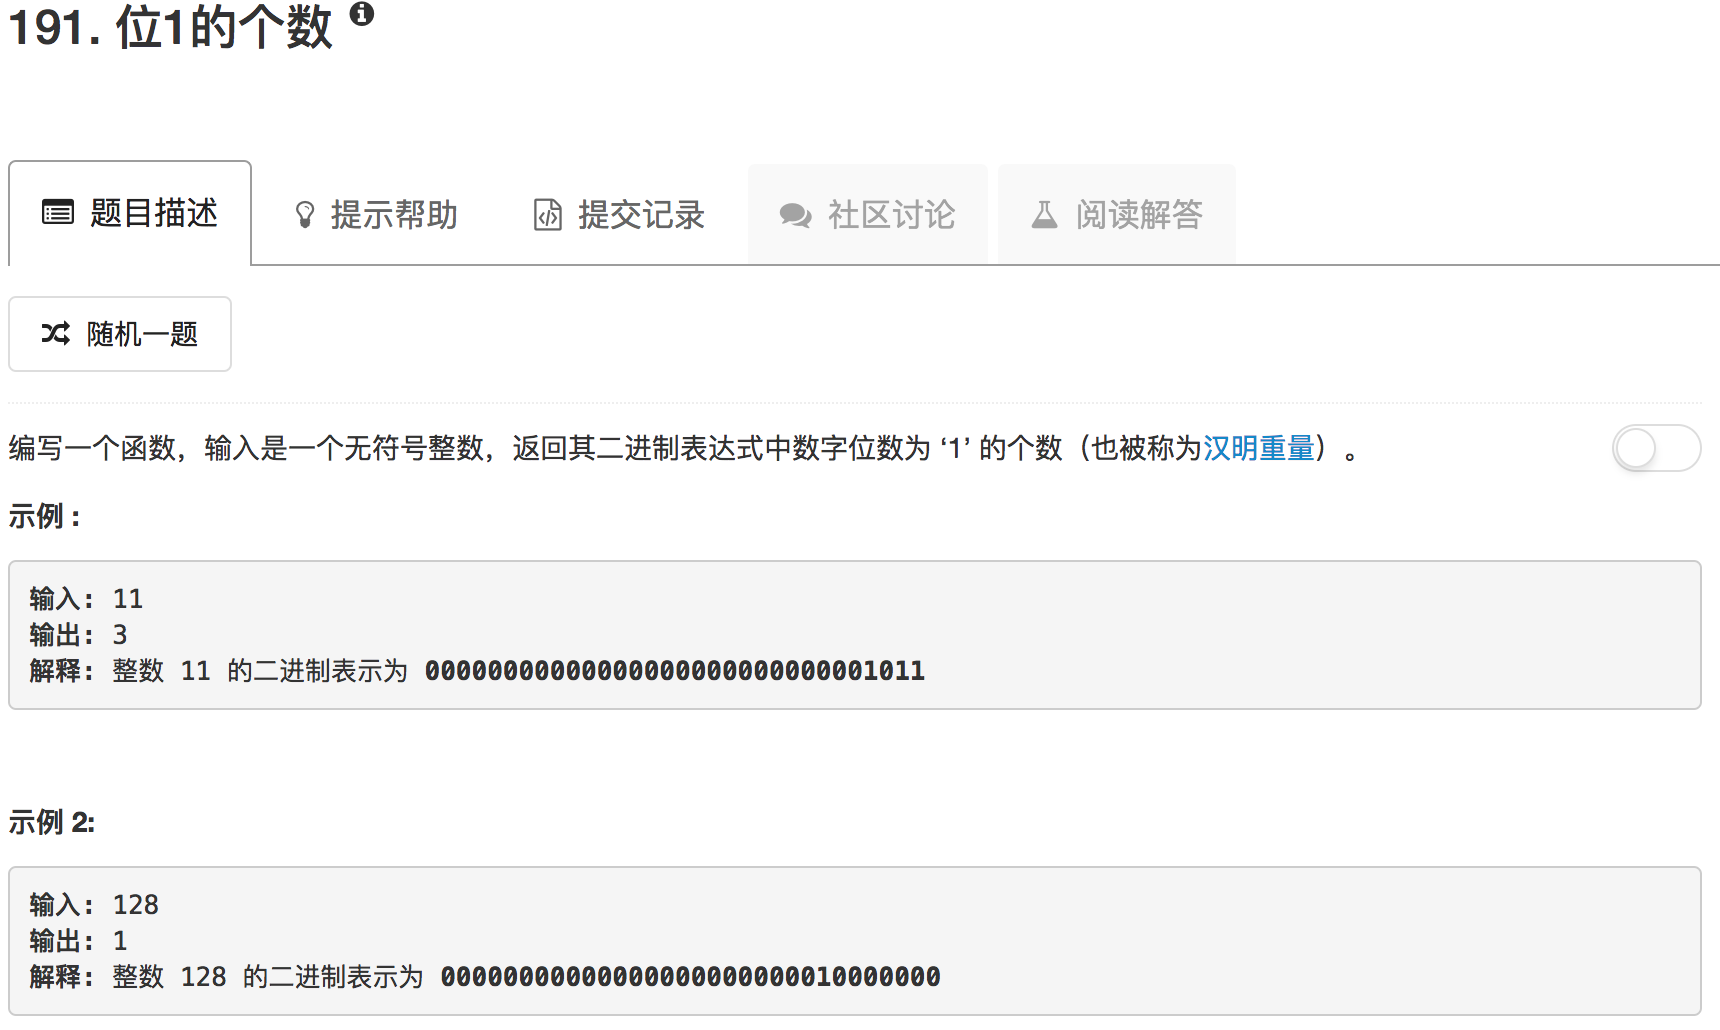 191. 位1的个数
题目描述 提示帮助 提交记录 社区讨论 阅读解答
随机一题
编写一个函数，输入是一个无符号整数，返回其二进制表达式中数字位数为 ‘1’ 的个数（也被称为汉明重量）。
示例 :
输入: 11
输出: 3
解释: 整数 11 的二进制表示为 00000000000000000000000000001011
示例 2:
输入: 128
输出: 1
解释: 整数 128 的二进制表示为 00000000000000000000000010000000